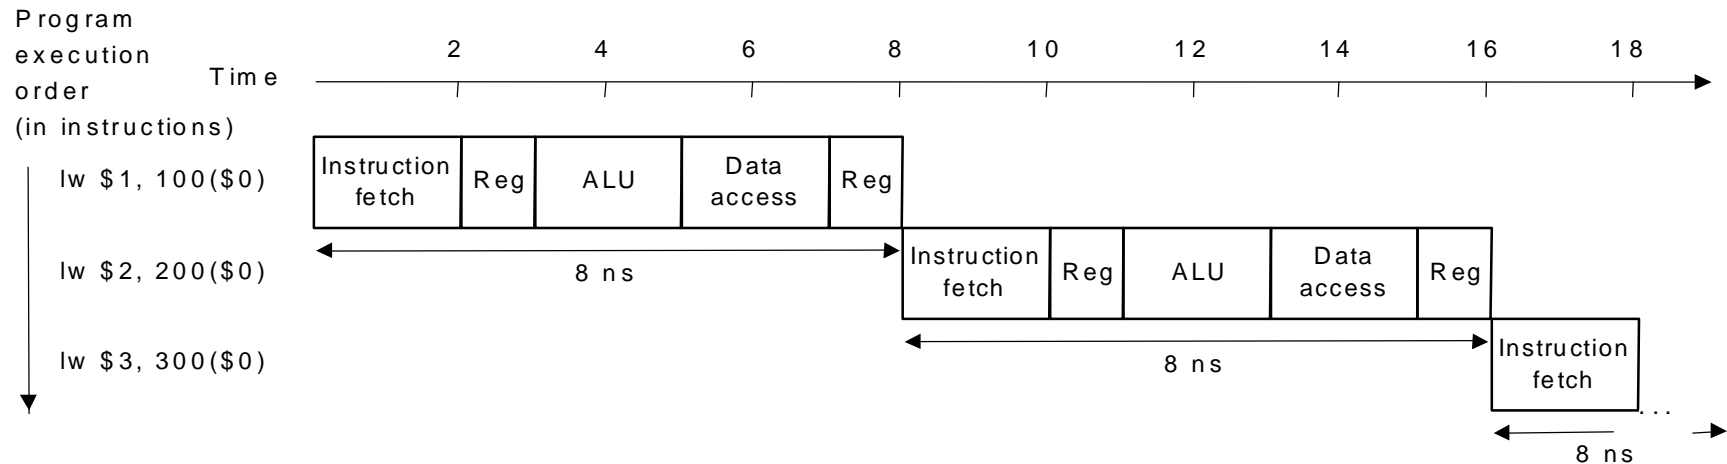 Program
execution
order
(in instructions)
Time
2 4 6 8 10 12 14 16 18
lw $1, 100($0)
Instruction
fetch
Reg
ALU
Data
access
Reg
8 ns
lw $2, 200($0)
Instruction
fetch
Reg
ALU
Data
access
Reg
8 ns
lw $3, 300($0)
Instruction
fetch
...
8 ns